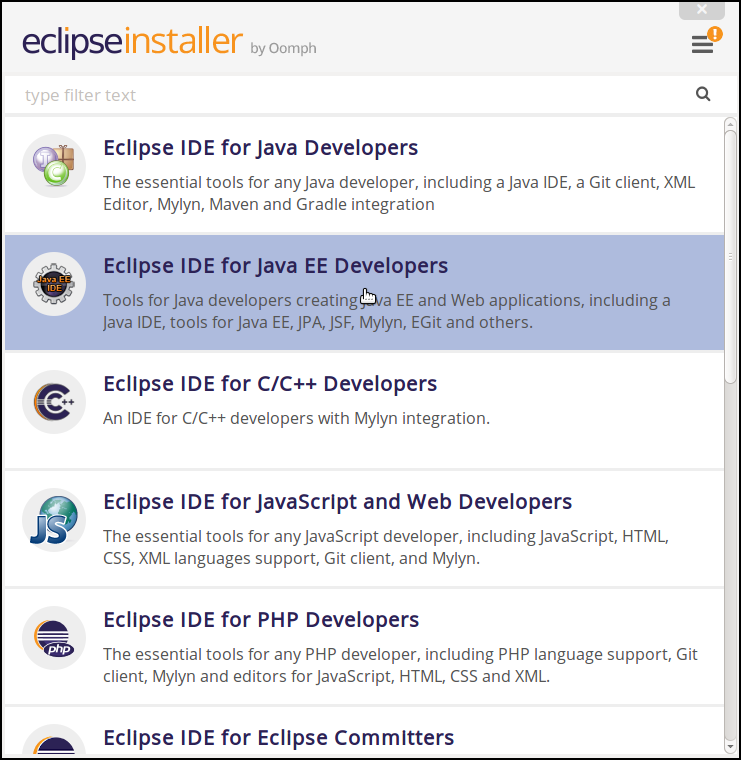 eclipseinstaller by Oomph
!
type filter text
Eclipse IDE for Java Developers
The essential tools for any Java developer, including a Java IDE, a Git client, XML
Editor, Mylyn, Maven and Gradle integration
Java EE
IDE
Eclipse IDE for Java EE Developers
Tools for Java developers creating Java EE and Web applications, including a
Java IDE, tools for Java EE, JPA, JSF, Mylyn, EGit and others.
C++
Eclipse IDE for C/C++ Developers
An IDE for C/C++ developers with Mylyn integration.
JS
Eclipse IDE for JavaScript and Web Developers
The essential tools for any JavaScript developer, including JavaScript, HTML,
CSS, XML languages support, Git client, and Mylyn.
php
Eclipse IDE for PHP Developers
The essential tools for any PHP developer, including PHP language support, Git
client, Mylyn and editors for JavaScript, HTML, CSS and XML.
Eclipse IDE for Eclipse Committers